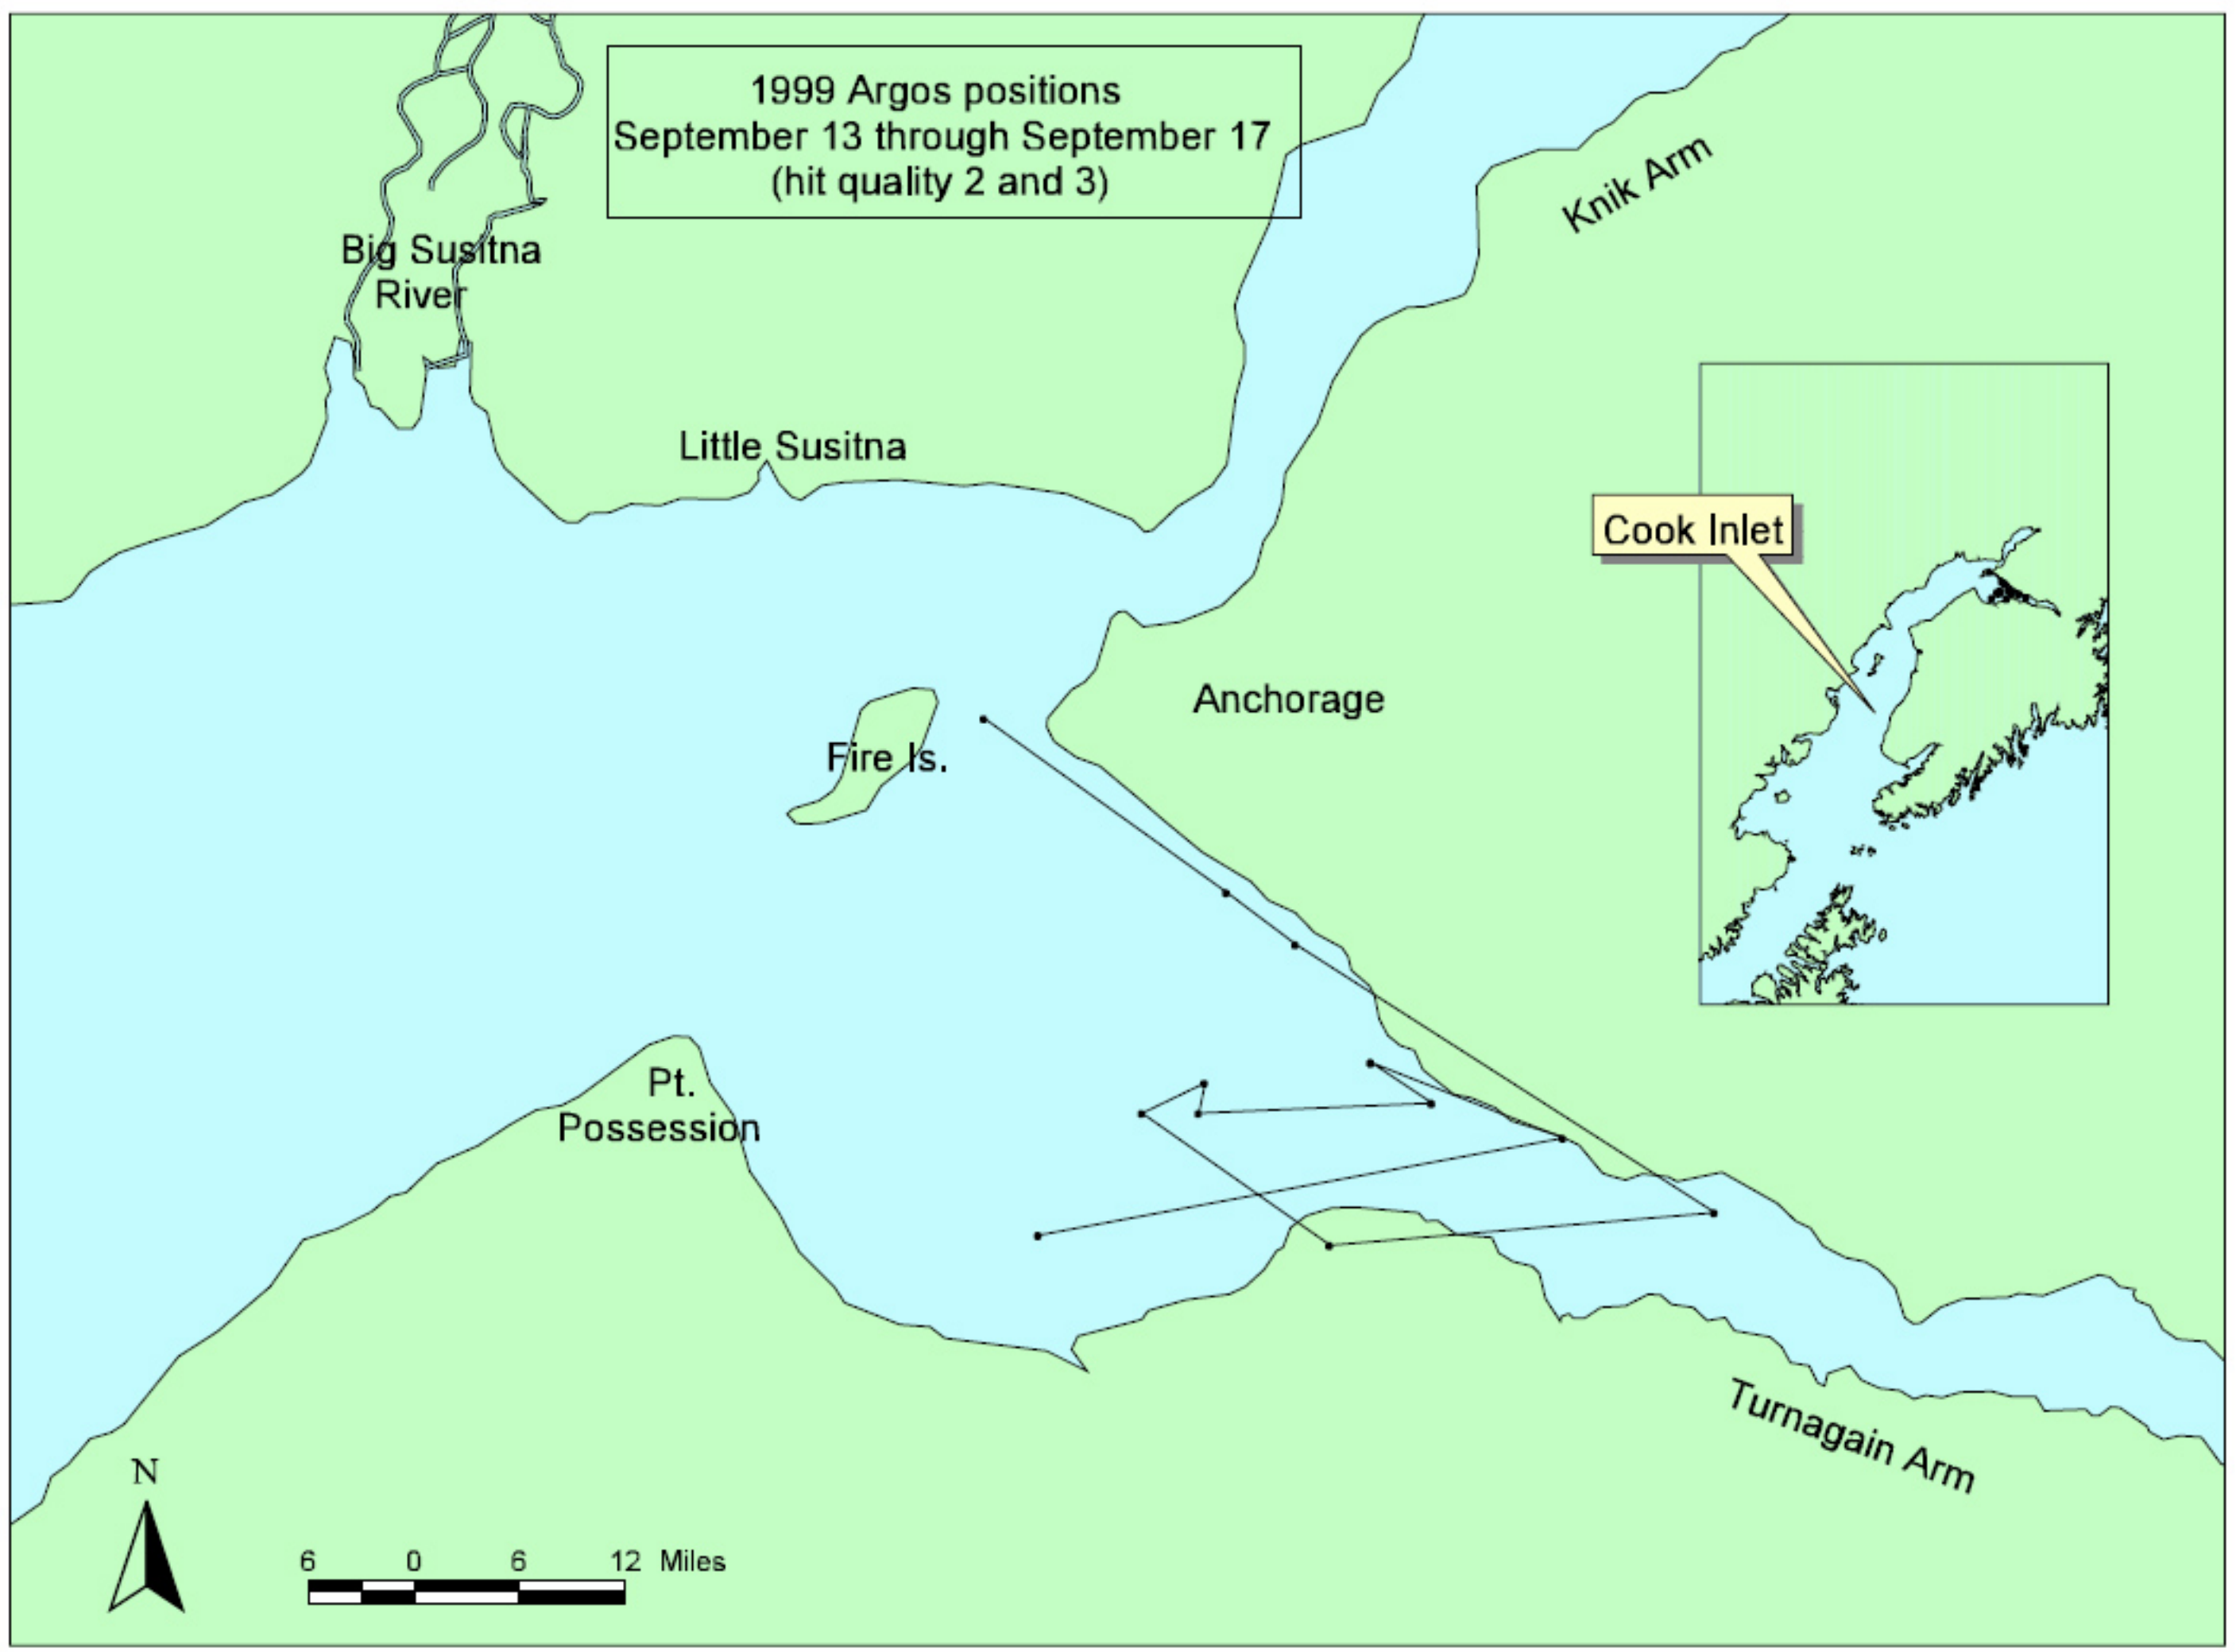 1999 Argos positions
September 13 through September 17
(hit quality 2 and 3)
Knik Arm
Big Susitna
River
Little Susitna
Cook Inlet
Anchorage
Fire Is.
Pt.
Possession
Turnagain Arm
N
6 0 6 12 Miles